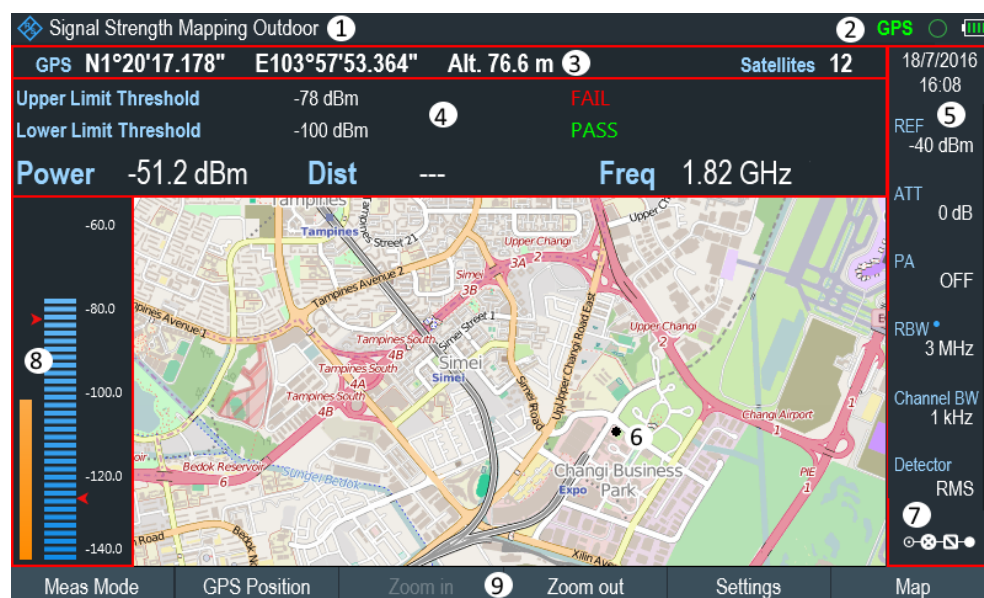 Signal Strength Mapping Outdoor 1
2 GPS
GPS N1°20'17.178" E103°57'53.364" Alt. 76.6 m 3 Satellites 12
18/7/2016
16:08
Upper Limit Threshold -78 dBm FAIL
4
Lower Limit Threshold -100 dBm PASS
Power -51.2 dBm Dist --- Freq 1.82 GHz
5
REF
-40 dBm
ATT
0 dB
PA
OFF
RBW
3 MHz
Channel BW
1 kHz
Detector
RMS
7
-60.0
-80.0
8
-100.0
-120.0
-140.0
Tampines
Tampines
Street 21
Upper Changi
3A 2
Upper
Tampines Avenue 2
Simei
3B
pines Avenue 1
Simei Street 1
Tampines South
4B
Tampines South
4A
Tampines South
4B
Simei
Simei
Simei Road
Upper Changi Road East
Upper Changi
2
Changi Airport
1
1
6
Bedok Reservoir
6
Sungei Bedok
Changi Business
Park
Expo
PIE
1
Road
Xilin Ave
Meas Mode GPS Position Zoom in 9 Zoom out Settings Map